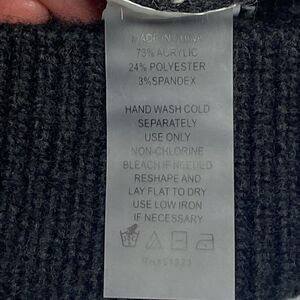 MADE IN CHINA
73% ACRYLIC
24% POLYESTER
3% SPANDEX
HAND WASH COLD
SEPARATELY
USE ONLY
NON-CHLORINE
BLEACH IF NEEDED
RESHAPE AND
LAY FLAT TO DRY
USE LOW IRON
IF NECESSARY